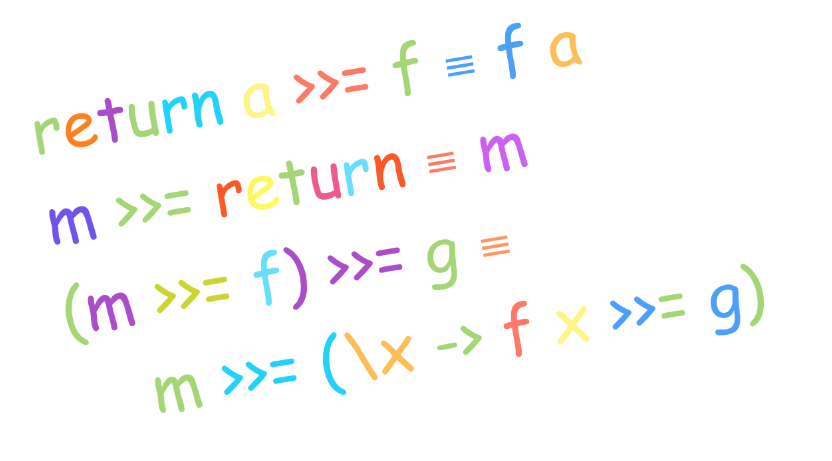 return a >>= f ≡ f a
m >>= return ≡ m
(m >>= f) >>= g ≡
m >>= (\x -> f x >>= g)